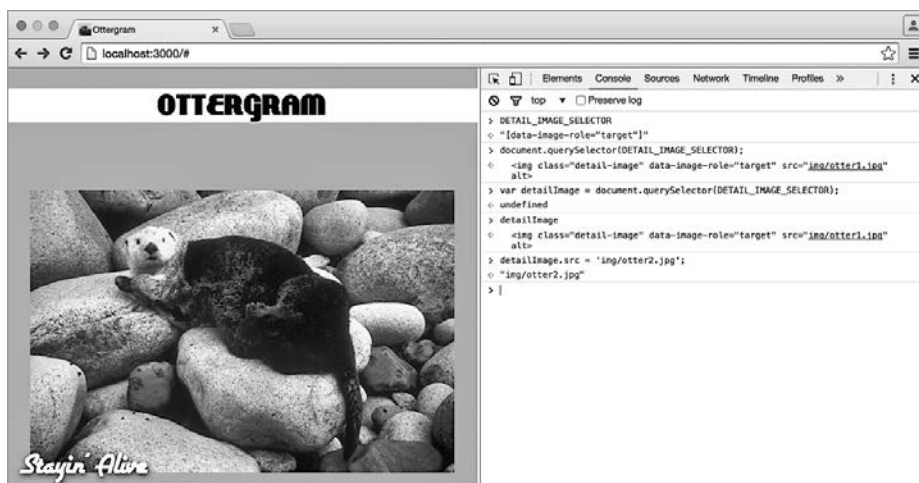 Ottergram
localhost:3000/#
OTTERGRAM
Stayin' Alive
Elements Console Sources Network Timeline Profiles »
top ▼ Preserve log
> DETAIL_IMAGE_SELECTOR
"[data-image-role="target"]"
> document.querySelector(DETAIL_IMAGE_SELECTOR);
<img class="detail-image" data-image-role="target" src="img/otter1.jpg"
alt>
> var detailImage = document.querySelector(DETAIL_IMAGE_SELECTOR);
undefined
> detailImage
<img class="detail-image" data-image-role="target" src="img/otter1.jpg"
alt>
> detailImage.src = 'img/otter2.jpg';
"img/otter2.jpg"
>